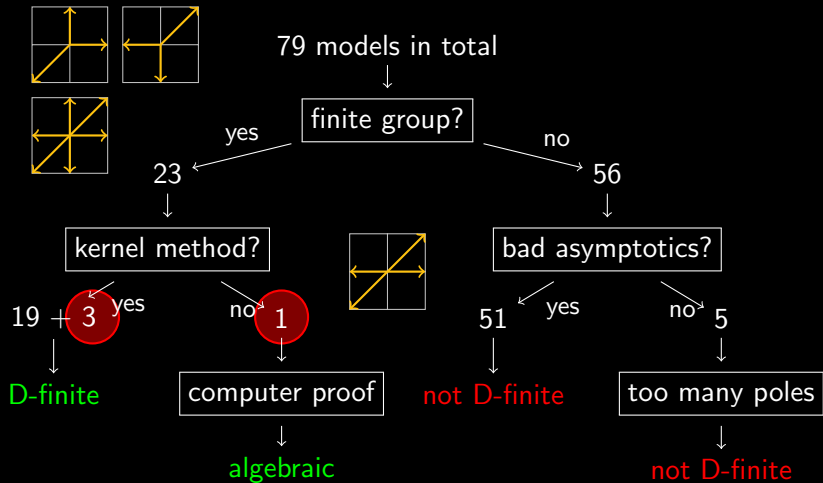 79 models in total
finite group?
yes
no
23
56
kernel method?
bad asymptotics?
yes
no
yes
no
19 + 3
1
51
5
D-finite
computer proof
not D-finite
too many poles
algebraic
not D-finite